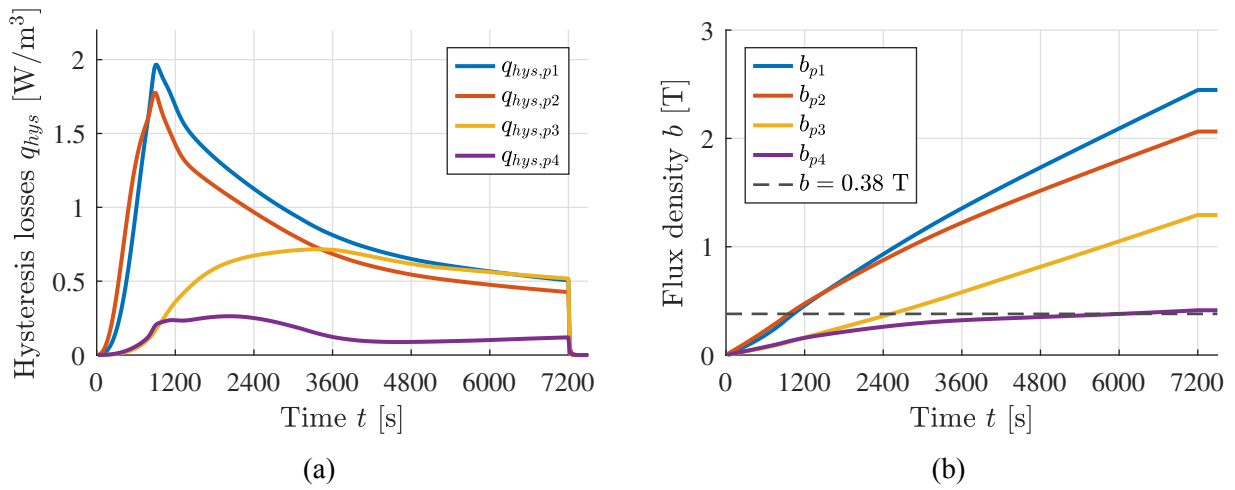 Hysteresis losses q_hys [W/m³]
2
1.5
1
0.5
0
q_hys,p1
q_hys,p2
q_hys,p3
q_hys,p4
0 1200 2400 3600 4800 6000 7200
Time t [s]
(a)
Flux density b [T]
3
2
1
0
b_p1
b_p2
b_p3
b_p4
b = 0.38 T
0 1200 2400 3600 4800 6000 7200
Time t [s]
(b)